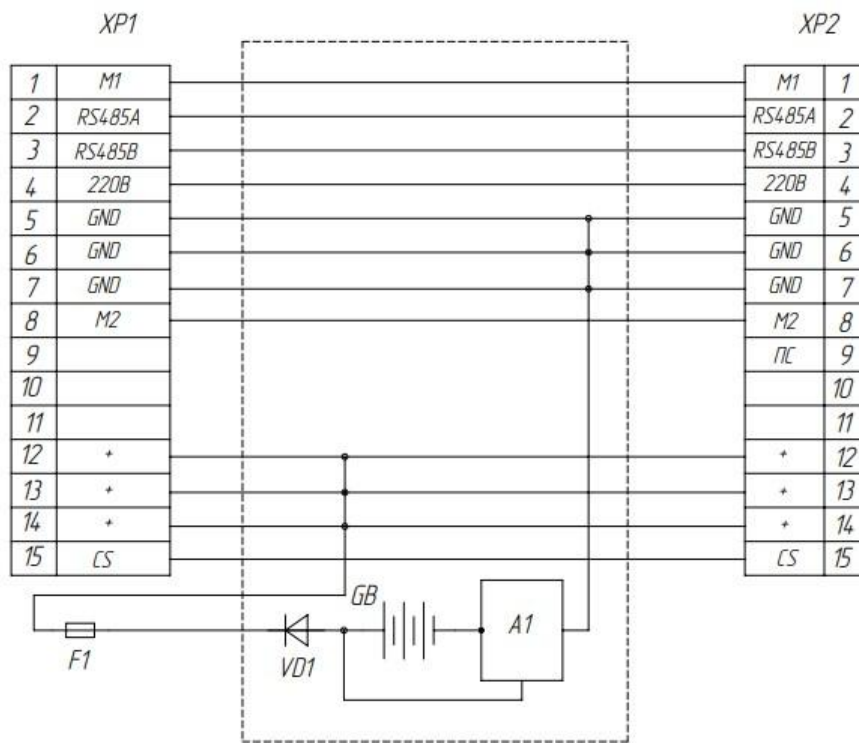 XP1
XP2
1 M1 M1 1
2 RS485A RS485A 2
3 RS485B RS485B 3
4 220В 220В 4
5 GND GND 5
6 GND GND 6
7 GND GND 7
8 M2 M2 8
9 ПС 9
10 10
11 11
12 + + 12
13 + + 13
14 + + 14
15 CS CS 15
GB
A1
F1
VD1